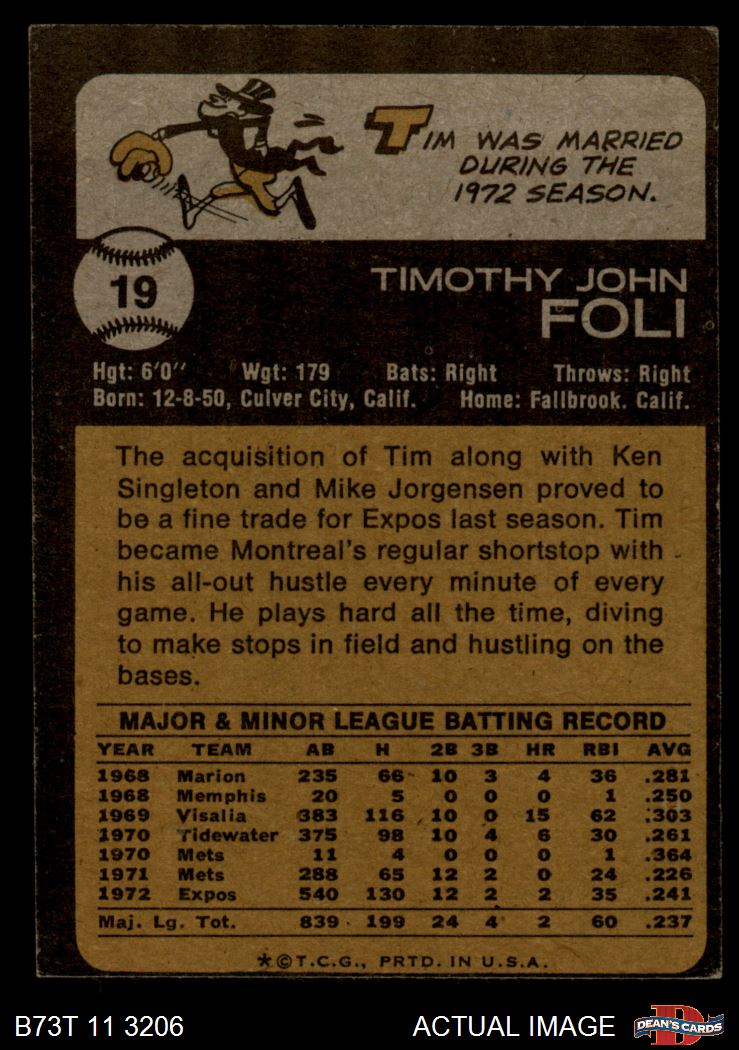 TIM WAS MARRIED
DURING THE
1972 SEASON.
19
TIMOTHY JOHN
FOLI
Hgt: 6'0" Wgt: 179 Bats: Right Throws: Right
Born: 12-8-50, Culver City, Calif. Home: Fallbrook. Calif.
The acquisition of Tim along with Ken
Singleton and Mike Jorgensen proved to
be a fine trade for Expos last season. Tim
became Montreal's regular shortstop with
his all-out hustle every minute of every
game. He plays hard all the time, diving
to make stops in field and hustling on the
bases.
MAJOR & MINOR LEAGUE BATTING RECORD
YEAR TEAM AB H 2B 3B HR RBI AVG
1968 Marion 235 66 10 3 4 36 .281
1968 Memphis 20 5 0 0 0 1 .250
1969 Visalia 383 116 10 0 15 62 .303
1970 Tidewater 375 98 10 4 6 30 .261
1970 Mets 11 4 0 0 0 1 .364
1971 Mets 288 65 12 2 0 24 .226
1972 Expos 540 130 12 2 2 35 .241
Maj. Lg. Tot. 839 199 24 4 2 60 .237
*©T.C.G., PRTD. IN U.S.A.
B73T 11 3206 ACTUAL IMAGE DEAN'S CARDS